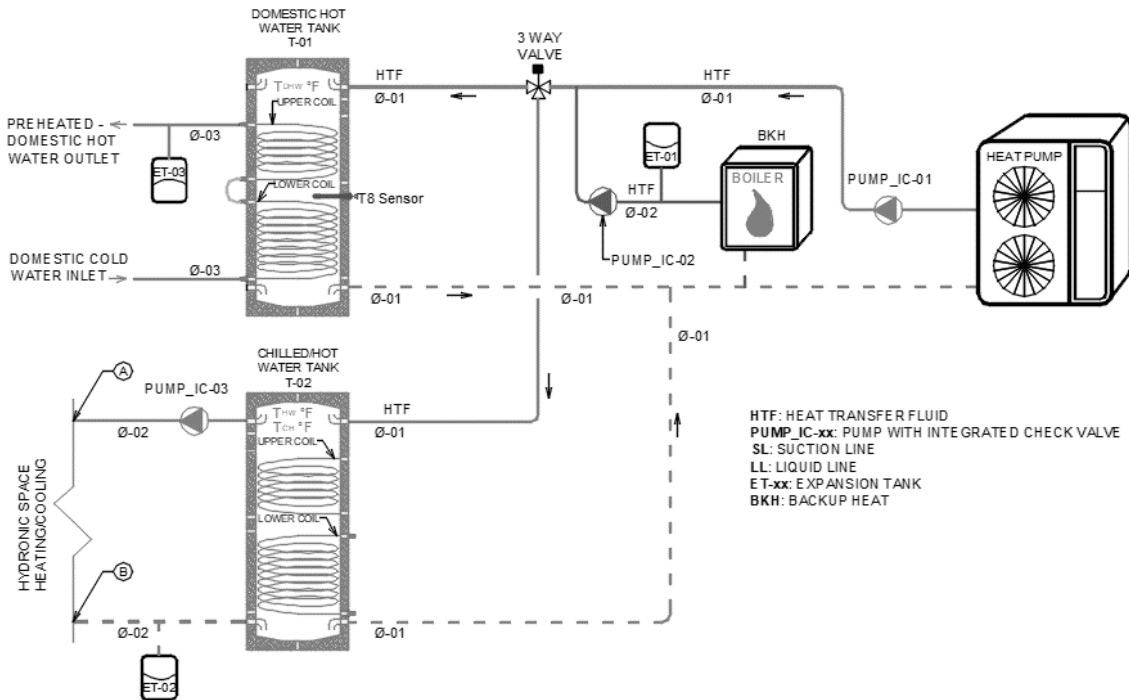 DOMESTIC HOT
WATER TANK
T-01
3 WAY
VALVE
HTF
Ø-01
HTF
Ø-01
TDHW °F
UPPER COIL
PREHEATED -
DOMESTIC HOT
WATER OUTLET
Ø-03
ET-03
LOWER COIL
T8 Sensor
ET-01
HTF
Ø-02
PUMP_IC-02
BKH
BOILER
PUMP_IC-01
HEAT PUMP
DOMESTIC COLD
WATER INLET
Ø-03
Ø-01
Ø-01
Ø-01
CHILLED/HOT
WATER TANK
T-02
A
PUMP_IC-03
Ø-02
THW °F
TCH °F
HTF
Ø-01
UPPER COIL
LOWER COIL
HYDRONIC SPACE
HEATING/COOLING
B
Ø-02
ET-02
Ø-01
HTF: HEAT TRANSFER FLUID
PUMP_IC-xx: PUMP WITH INTEGRATED CHECK VALVE
SL: SUCTION LINE
LL: LIQUID LINE
ET-xx: EXPANSION TANK
BKH: BACKUP HEAT